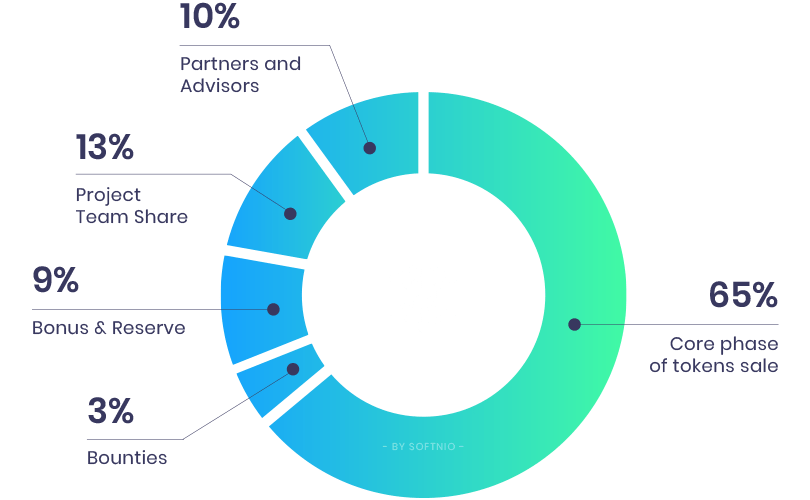 10%
Partners and
Advisors
13%
Project
Team Share
9%
Bonus & Reserve
65%
Core phase
of tokens sale
3%
Bounties
– BY SOFTNIO –